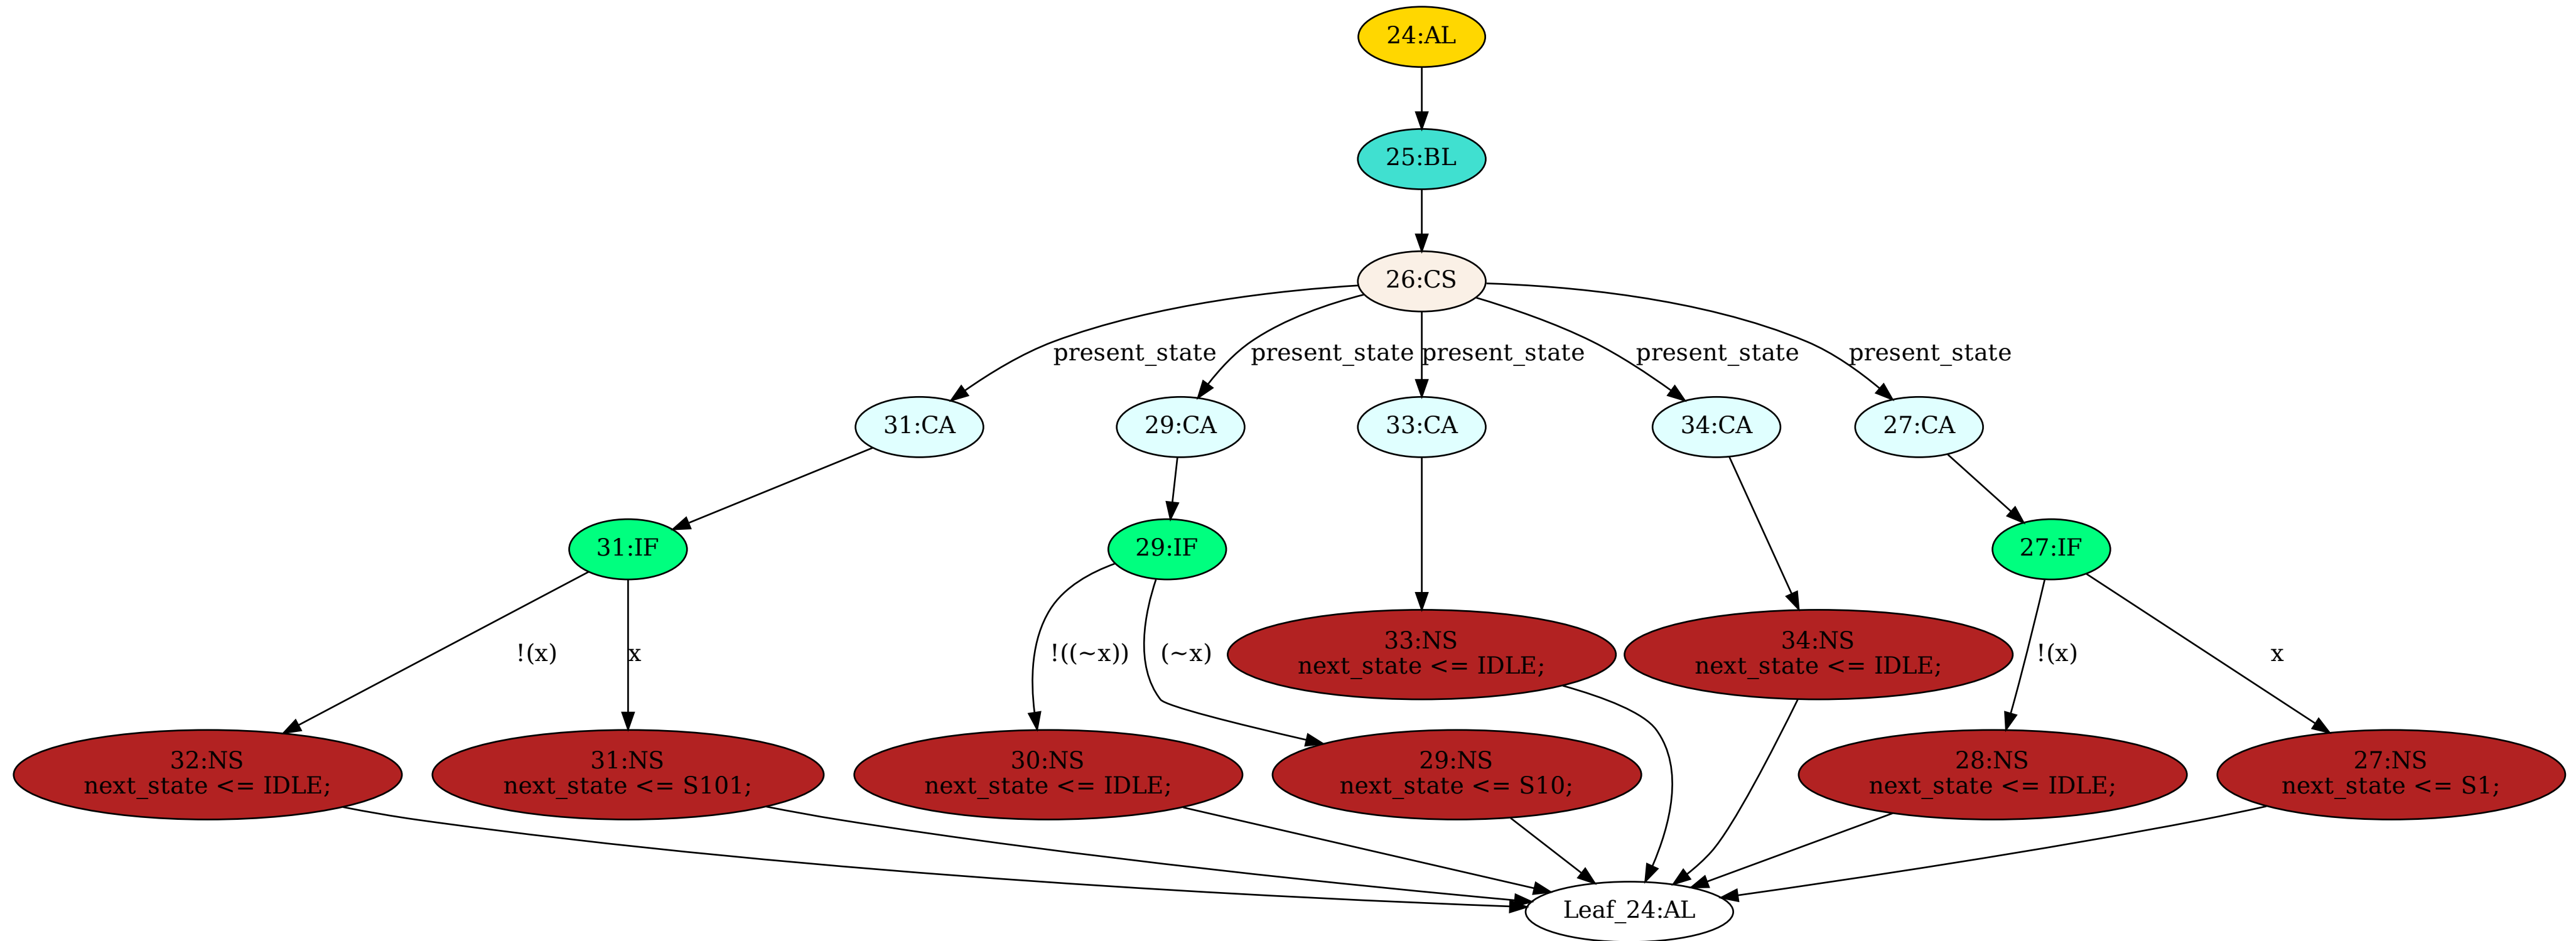 24:AL
25:BL
26:CS
present_state
present_state
present_state
present_state
present_state
31:CA
29:CA
33:CA
34:CA
27:CA
31:IF
29:IF
27:IF
!(x)
x
!((~x))
(~x)
33:NS
next_state <= IDLE;
34:NS
next_state <= IDLE;
!(x)
x
32:NS
next_state <= IDLE;
31:NS
next_state <= S101;
30:NS
next_state <= IDLE;
29:NS
next_state <= S10;
28:NS
next_state <= IDLE;
27:NS
next_state <= S1;
Leaf_24:AL